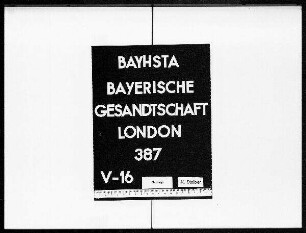 BAYHSTA
BAYERISCHE
GESANDTSCHAFT
LONDON
387
V-16